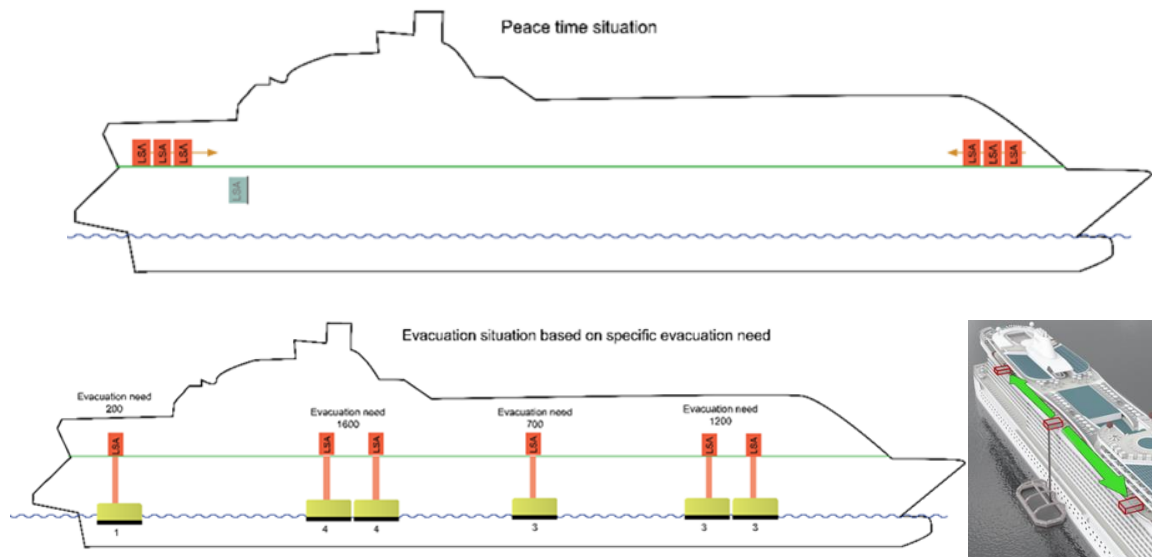 Peace time situation
LSA LSA LSA
LSA LSA LSA
LSA
Evacuation situation based on specific evacuation need
Evacuation need
200
Evacuation need
1600
Evacuation need
700
Evacuation need
1200
LSA
LSA
LSA
LSA
LSA
LSA
1
4
4
3
3
3